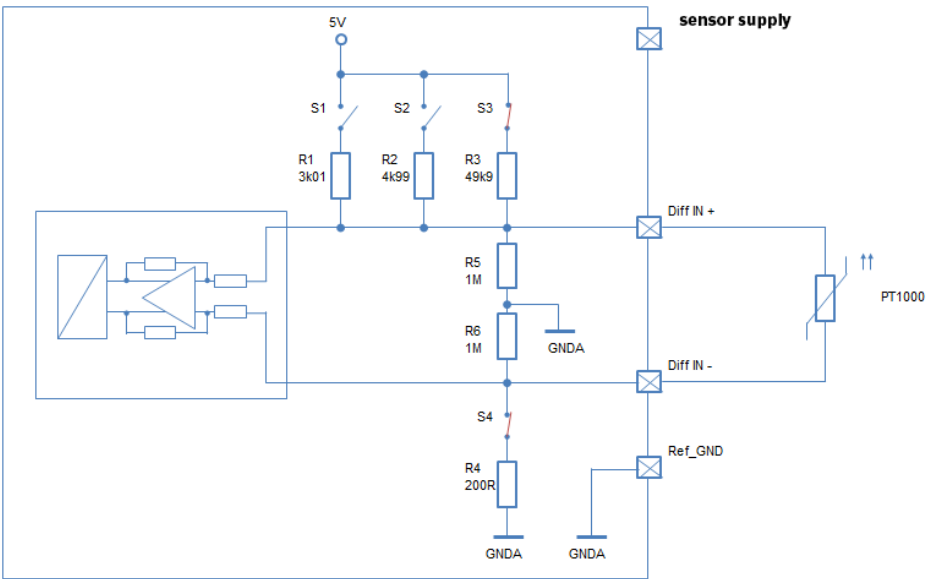 sensor supply
5V
S1
S2
S3
R1
3k01
R2
4k99
R3
49k9
Diff IN +
R5
1M
PT1000
R6
1M
GNDA
Diff IN -
S4
Ref_GND
R4
200R
GNDA
GNDA